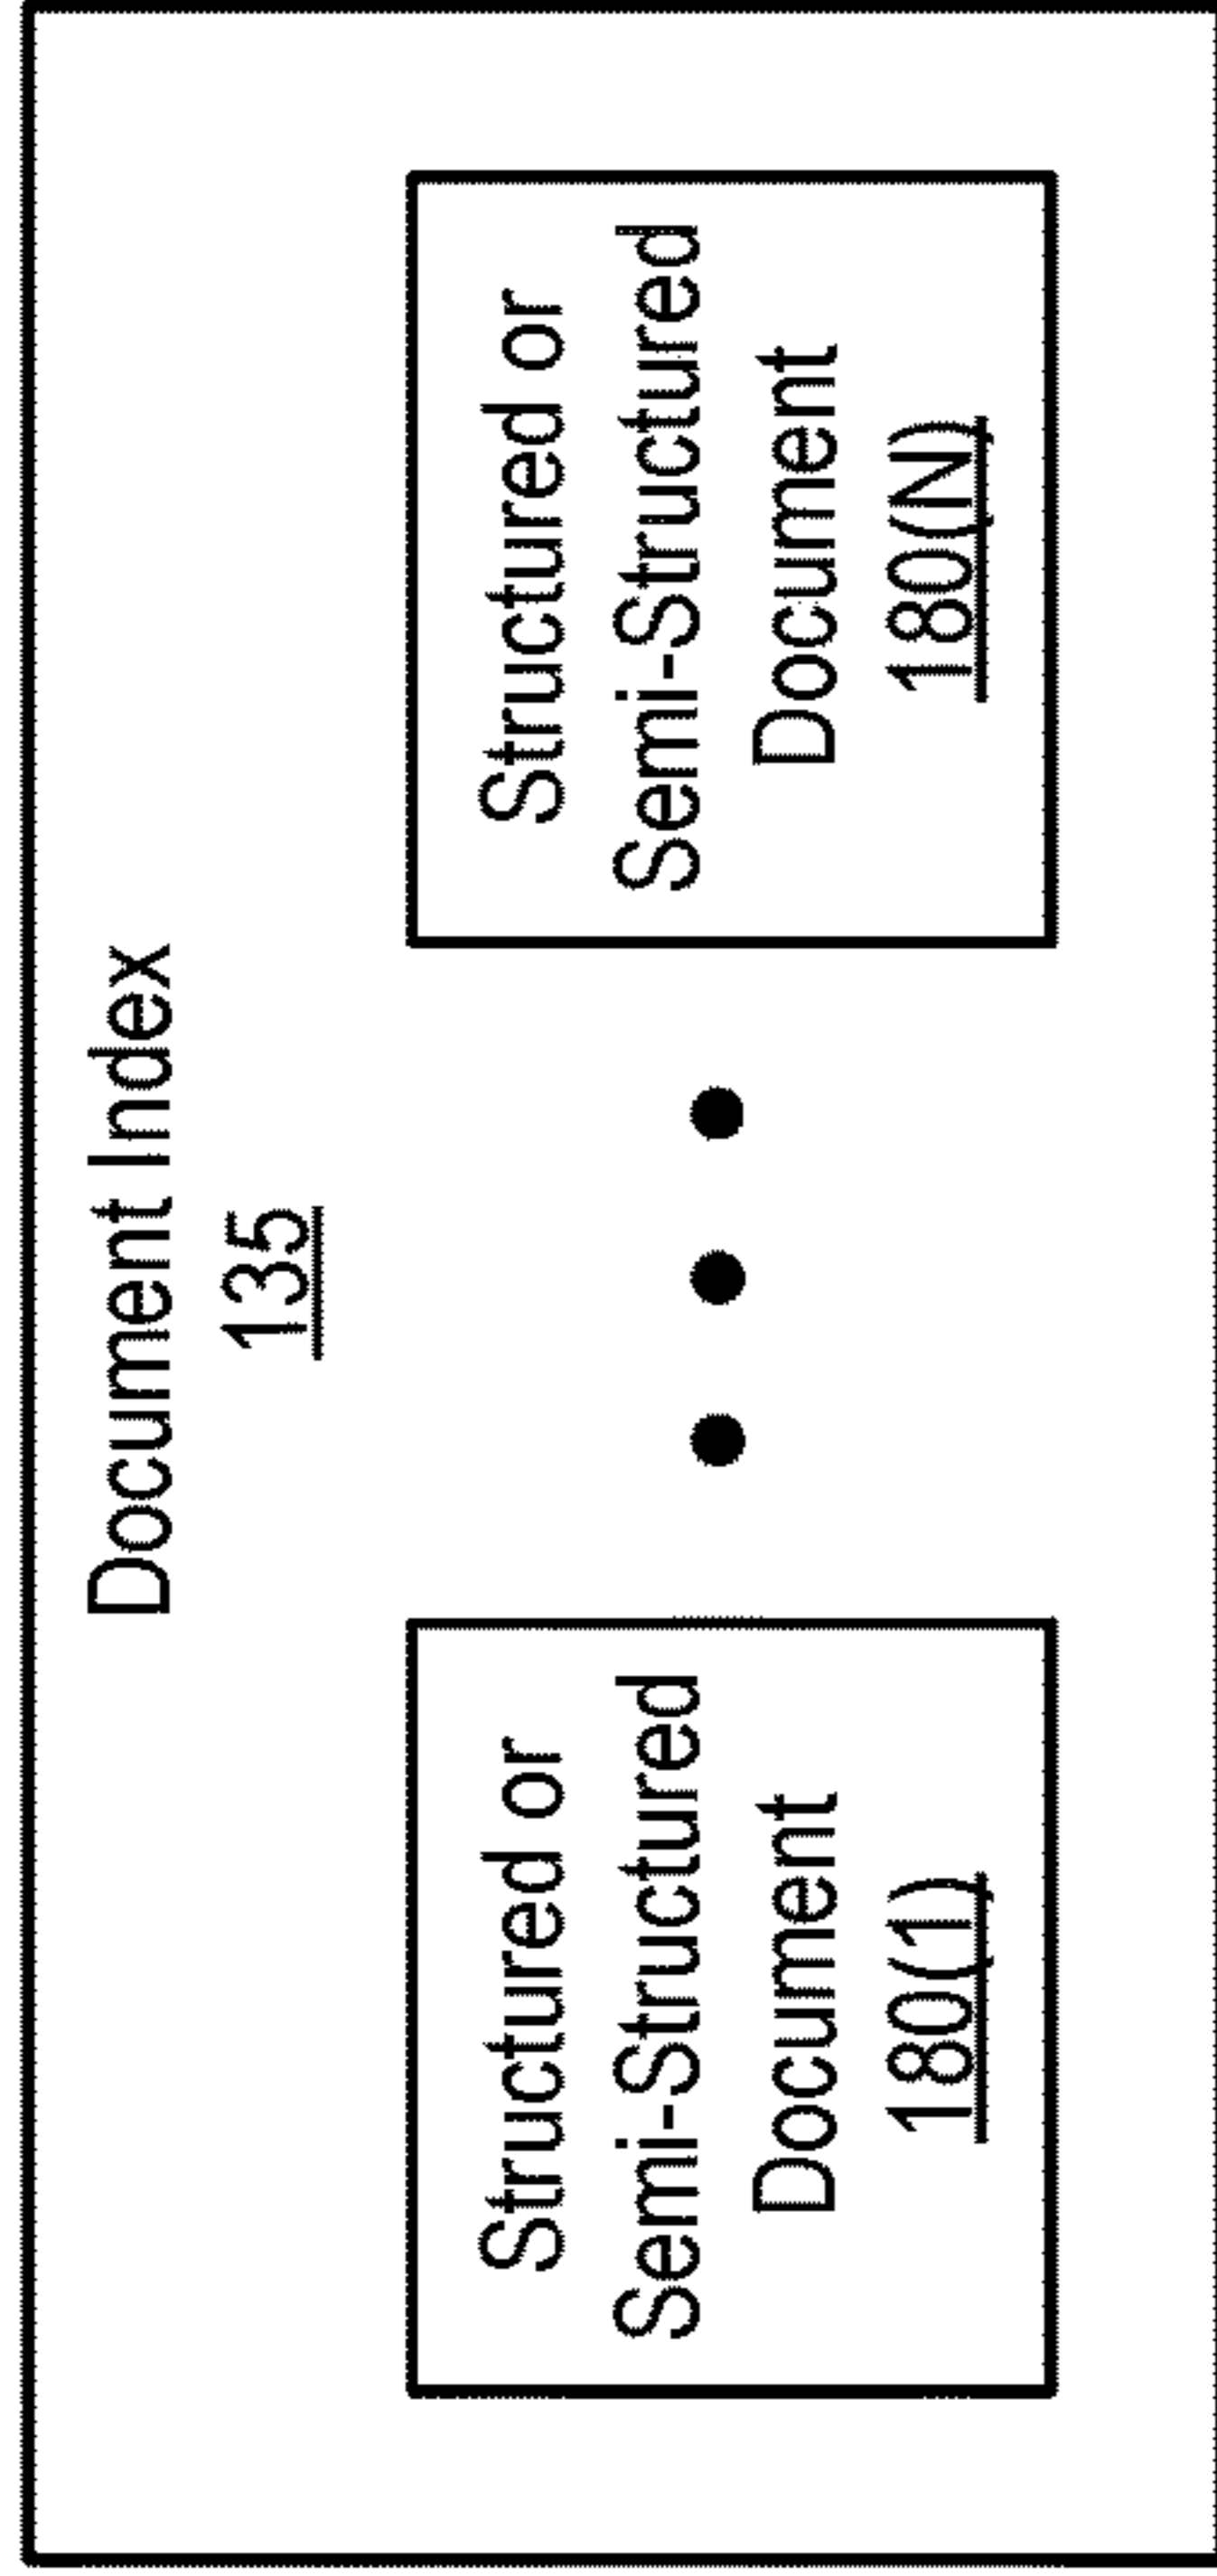 Document Index
135
Structured or
Semi-Structured
Document
180(1)
Structured or
Semi-Structured
Document
180(N)